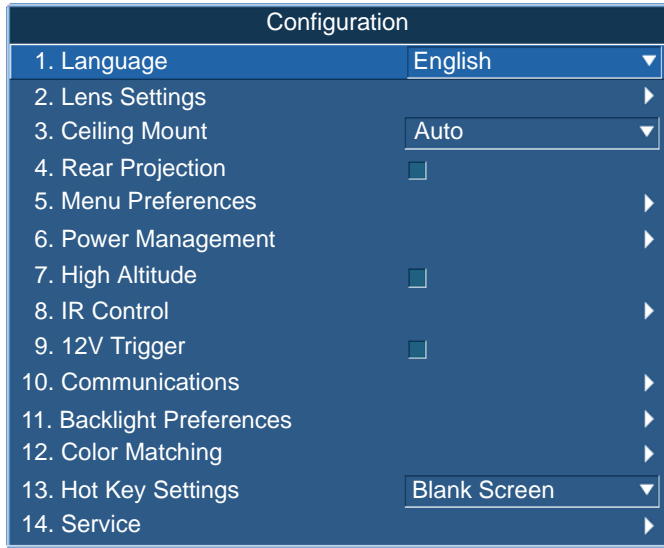 Configuration
1. Language English
2. Lens Settings
3. Ceiling Mount Auto
4. Rear Projection
5. Menu Preferences
6. Power Management
7. High Altitude
8. IR Control
9. 12V Trigger
10. Communications
11. Backlight Preferences
12. Color Matching
13. Hot Key Settings Blank Screen
14. Service